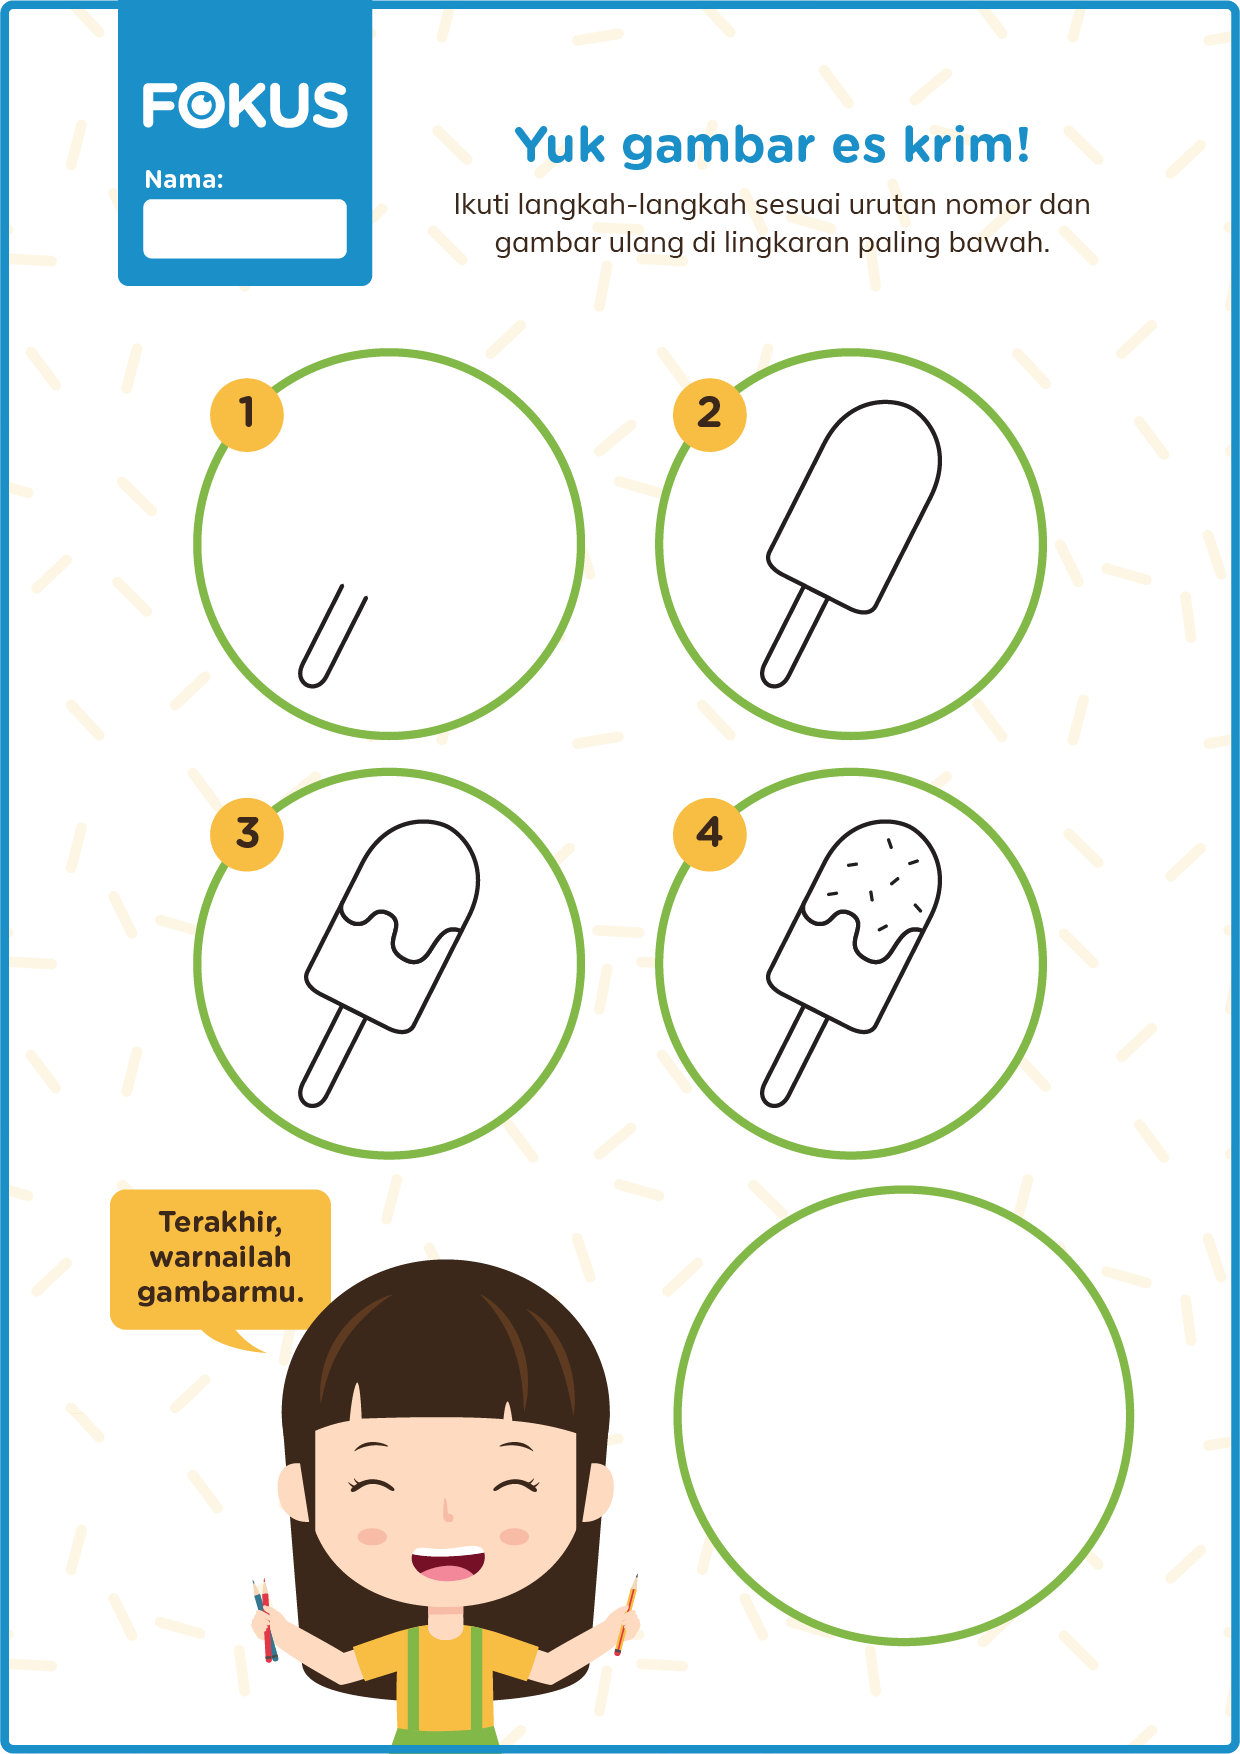 FOKUS
Nama:
Yuk gambar es krim!
Ikuti langkah-langkah sesuai urutan nomor dan
gambar ulang di lingkaran paling bawah.
1
2
3
4
Terakhir,
warnailah
gambarmu.